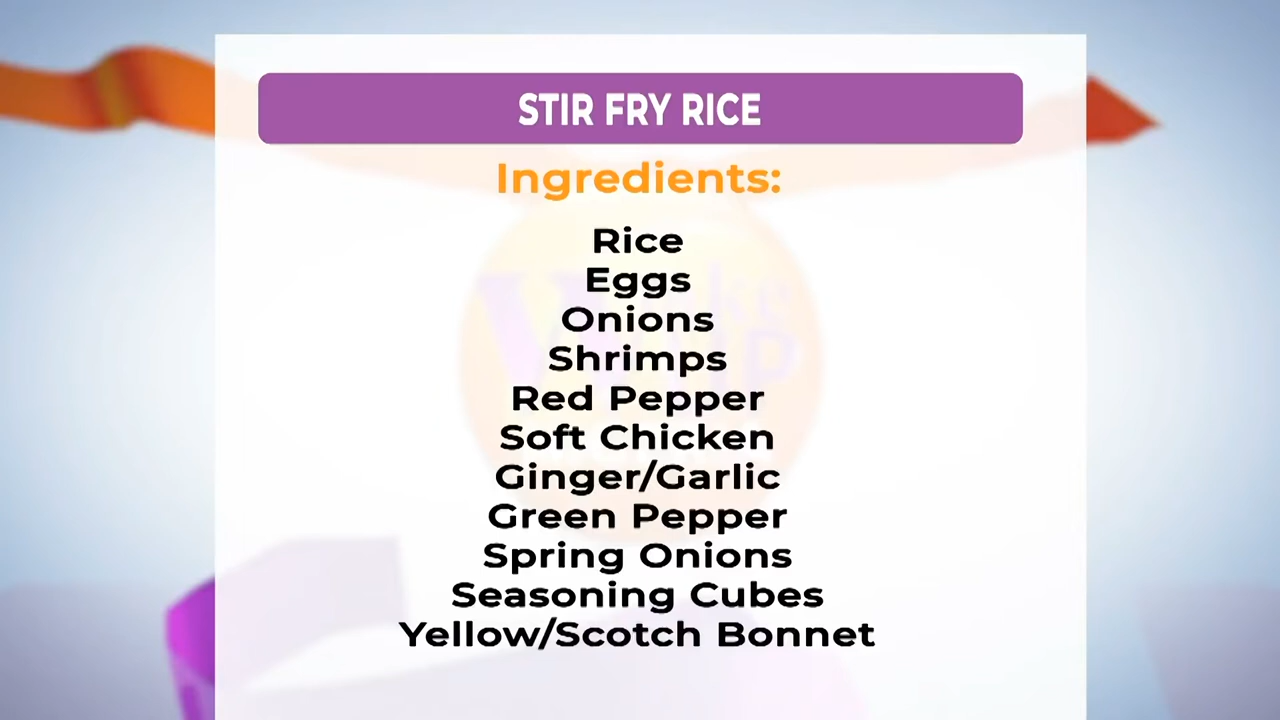 STIR FRY RICE
Ingredients:
Rice
Eggs
Onions
Shrimps
Red Pepper
Soft Chicken
Ginger/Garlic
Green Pepper
Spring Onions
Seasoning Cubes
Yellow/Scotch Bonnet